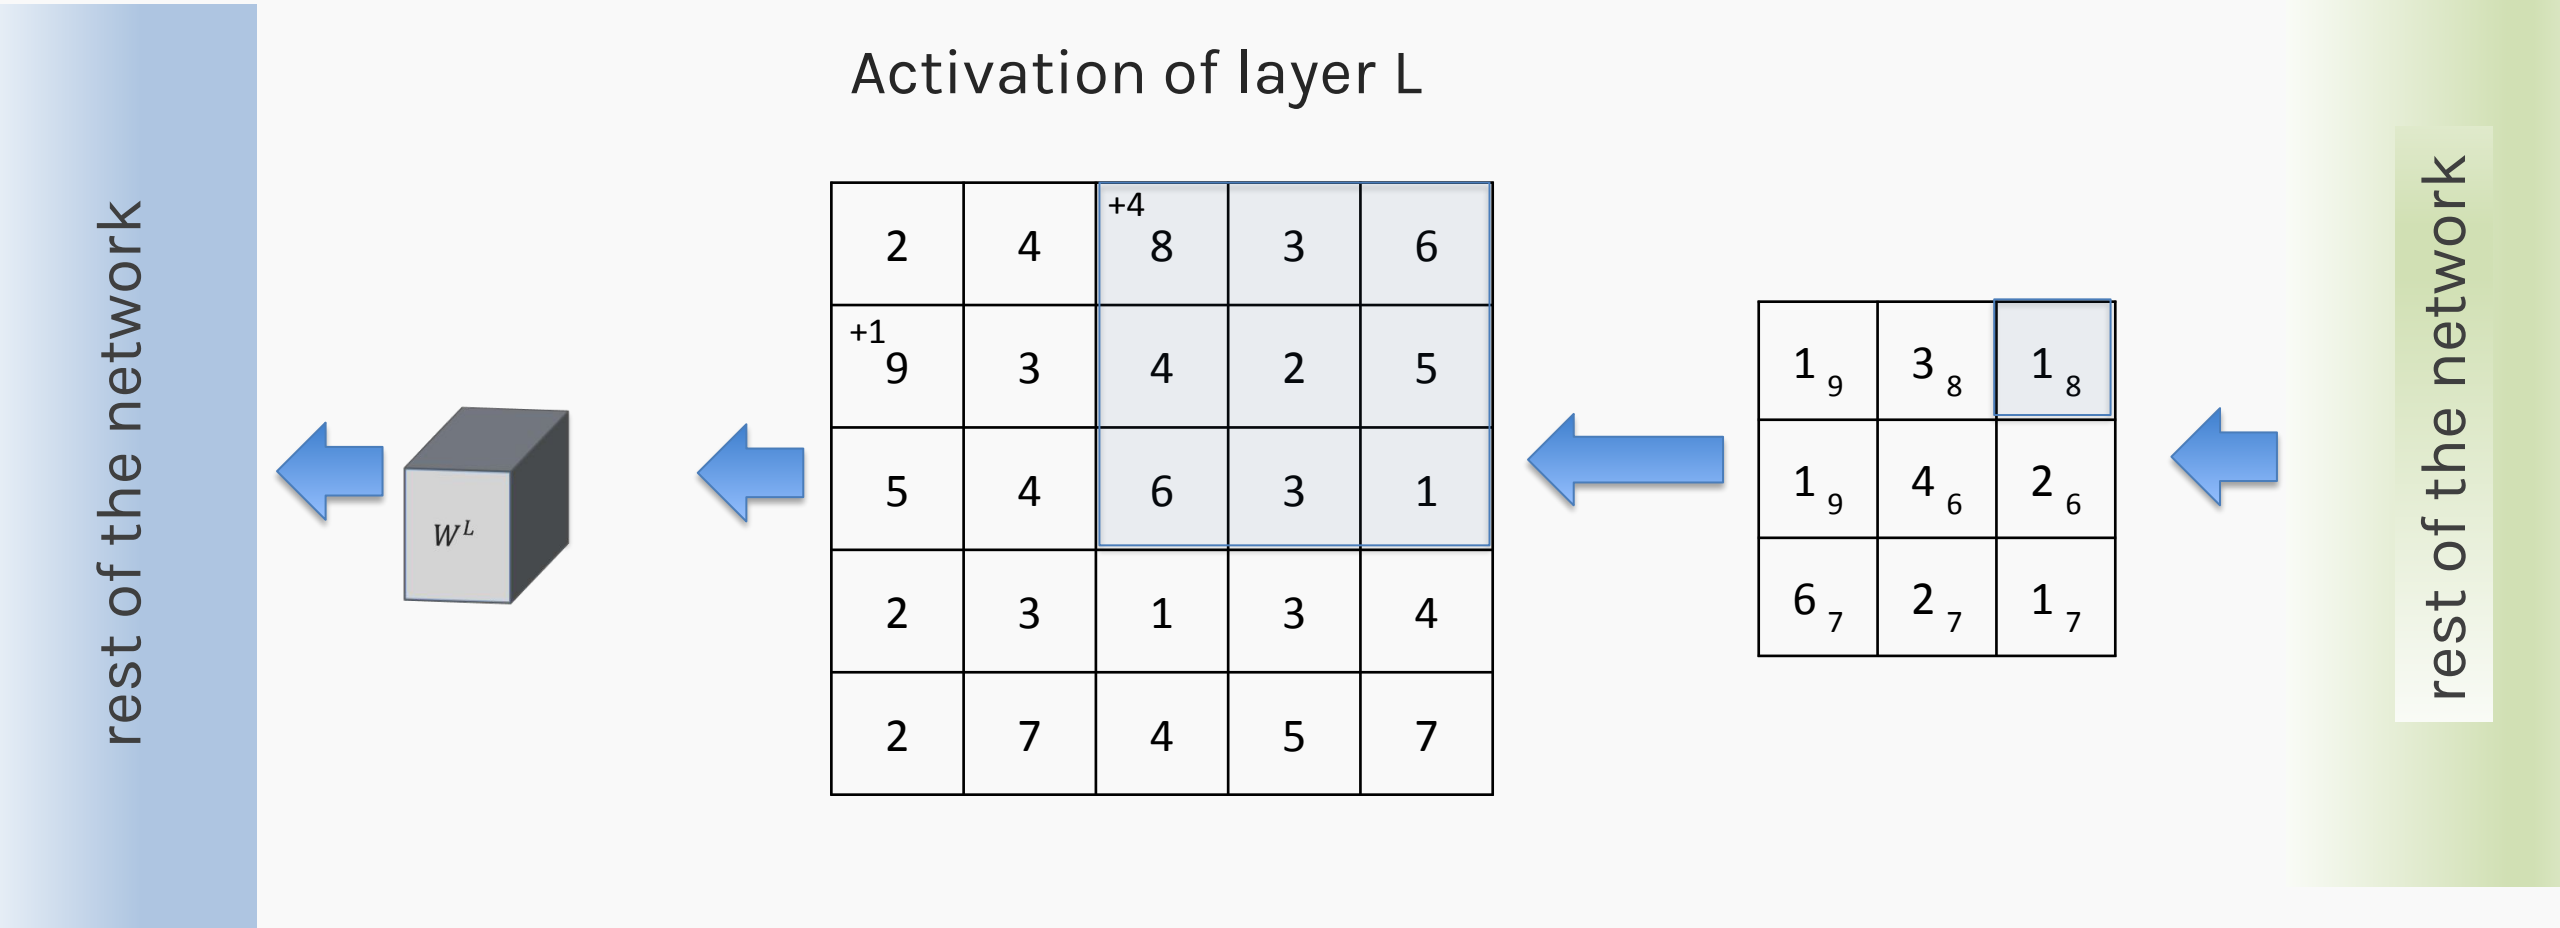 Activation of layer L
rest of the network
W^L
2 4 +4 8 3 6
+1 9 3 4 2 5
5 4 6 3 1
2 3 1 3 4
2 7 4 5 7
1 9 3 8 1 8
1 9 4 6 2 6
6 7 2 7 1 7
rest of the network